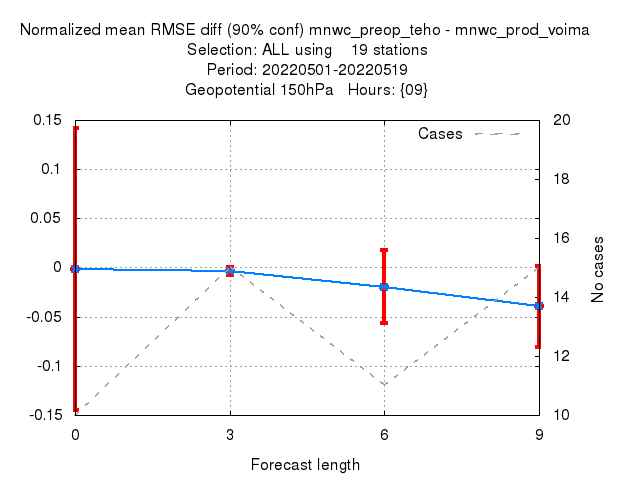 Normalized mean RMSE diff (90% conf) mnwc_preop_teho - mnwc_prod_voima
Selection: ALL using    19 stations
Period: 20220501-20220519
Geopotential 150hPa   Hours: {09}
0.15
0.1
0.05
0
-0.05
-0.1
-0.15
Cases
20
18
16
14
12
10
No cases
0 3 6 9
Forecast length